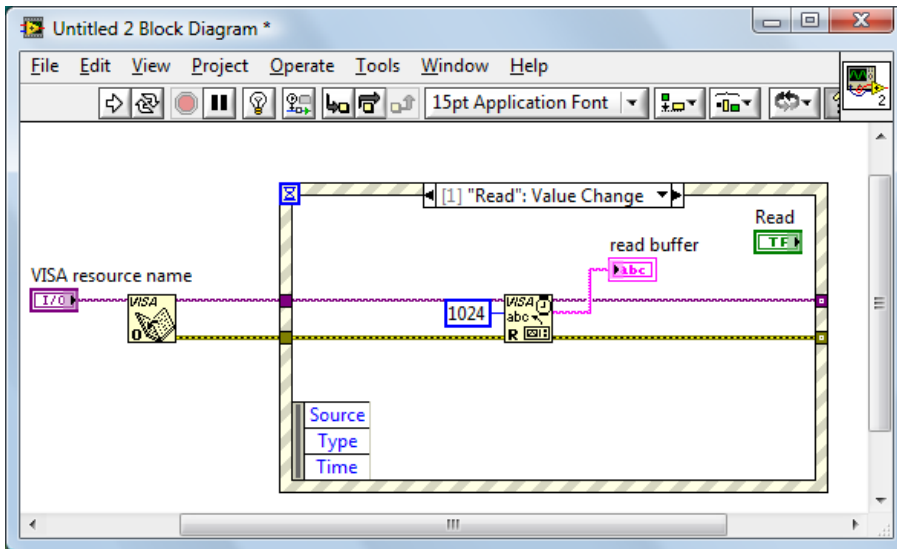 Untitled 2 Block Diagram *
File Edit View Project Operate Tools Window Help
15pt Application Font
2
[1] "Read": Value Change
Read
TF
read buffer
abc
VISA resource name
I/O
VISA
O
1024
VISA
abc
R
Source
Type
Time